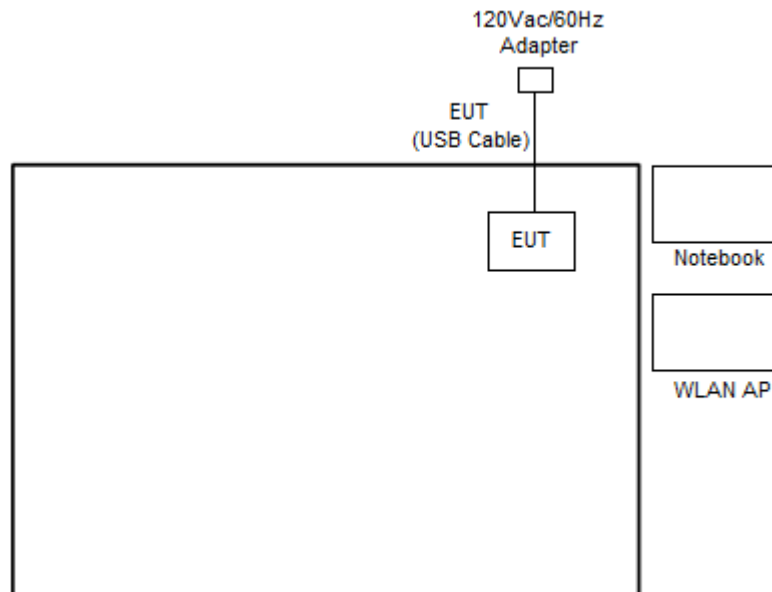 120Vac/60Hz
Adapter
EUT
(USB Cable)
EUT
Notebook
WLAN AP